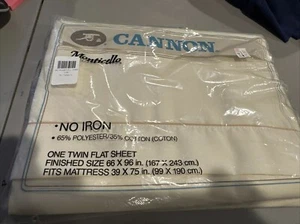 CANNON
Monticello
•NO IRON
• 65% POLYESTER/35% COTTON (COTON)
ONE TWIN FLAT SHEET
FINISHED SIZE 66 X 96 in. (167 X 243 cm.)
FITS MATTRESS 39 X 75 in. (99 X 190 cm.)